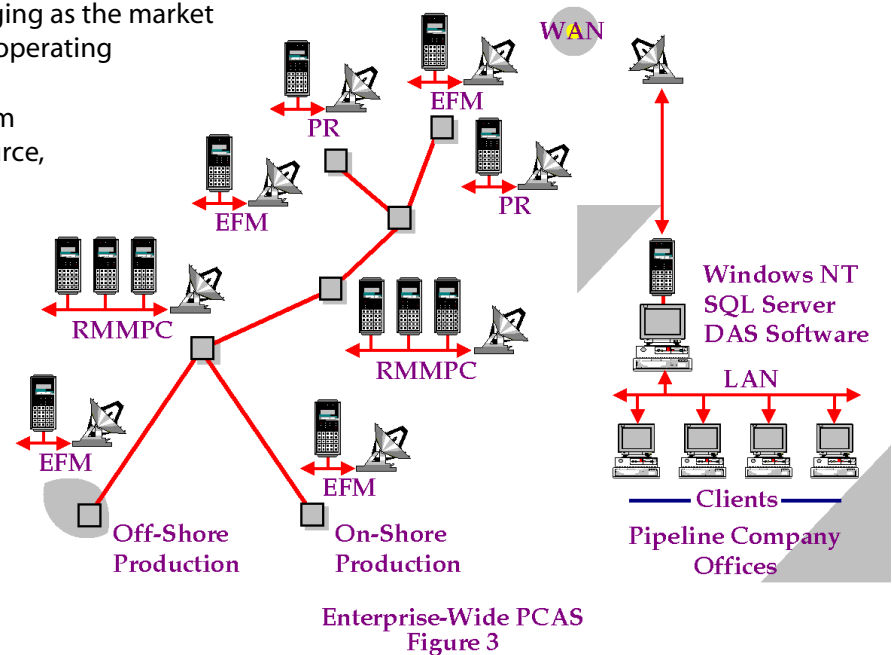 ging as the market
operating
m
urce,
WAN
EFM
PR
EFM
PR
RMMPC
RMMPC
EFM
EFM
Off-Shore
Production
On-Shore
Production
Windows NT
SQL Server
DAS Software
LAN
Clients
Pipeline Company
Offices
Enterprise-Wide PCAS
Figure 3